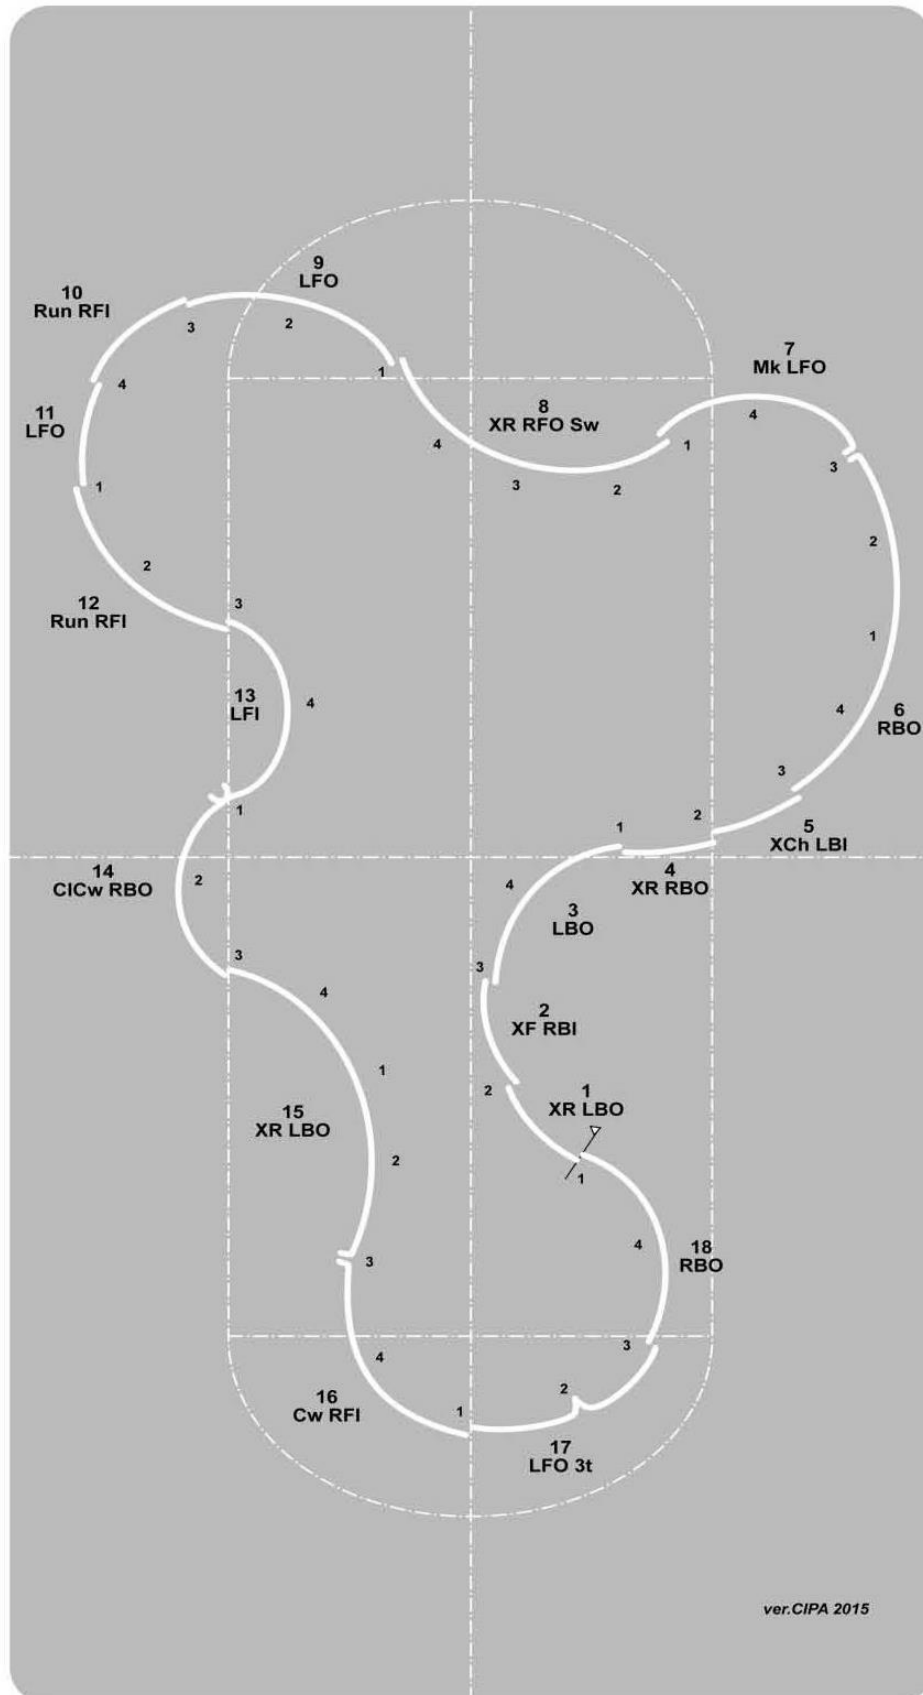 9
LFO
10
Run RFI
3
2
7
Mk LFO
1
4
11
LFO
8
XR RFO Sw
4
4
1
3
1
3
2
2
2
12
Run RFI
3
1
13
LFI
4
4
6
RBO
3
1
2
1
5
XCh LBI
14
ClCw RBO
2
4
4
XR RBO
3
LBO
3
3
4
2
XF RBI
1
2
1
XR LBO
15
XR LBO
2
1
4
18
RBO
3
3
4
2
16
Cw RFI
1
17
LFO 3t
ver.CIPA 2015